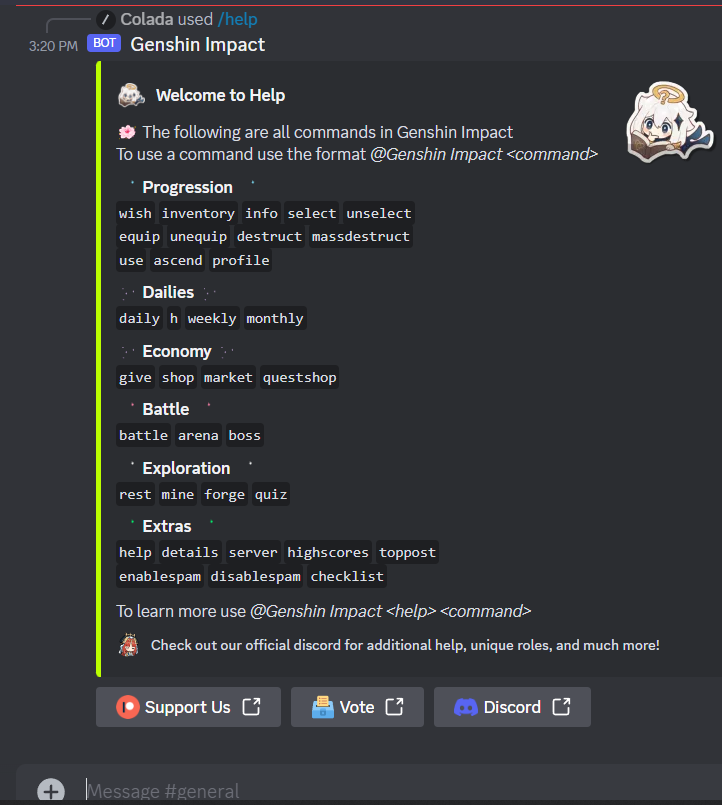 Colada used /help
3:20 PM BOT Genshin Impact
Welcome to Help
The following are all commands in Genshin Impact
To use a command use the format @Genshin Impact <command>
Progression
wish inventory info select unselect
equip unequip destruct massdestruct
use ascend profile
Dailies
daily h weekly monthly
Economy
give shop market questshop
Battle
battle arena boss
Exploration
rest mine forge quiz
Extras
help details server highscores toppost
enablespam disablespam checklist
To learn more use @Genshin Impact <help> <command>
Check out our official discord for additional help, unique roles, and much more!
Support Us Vote Discord
Message #general